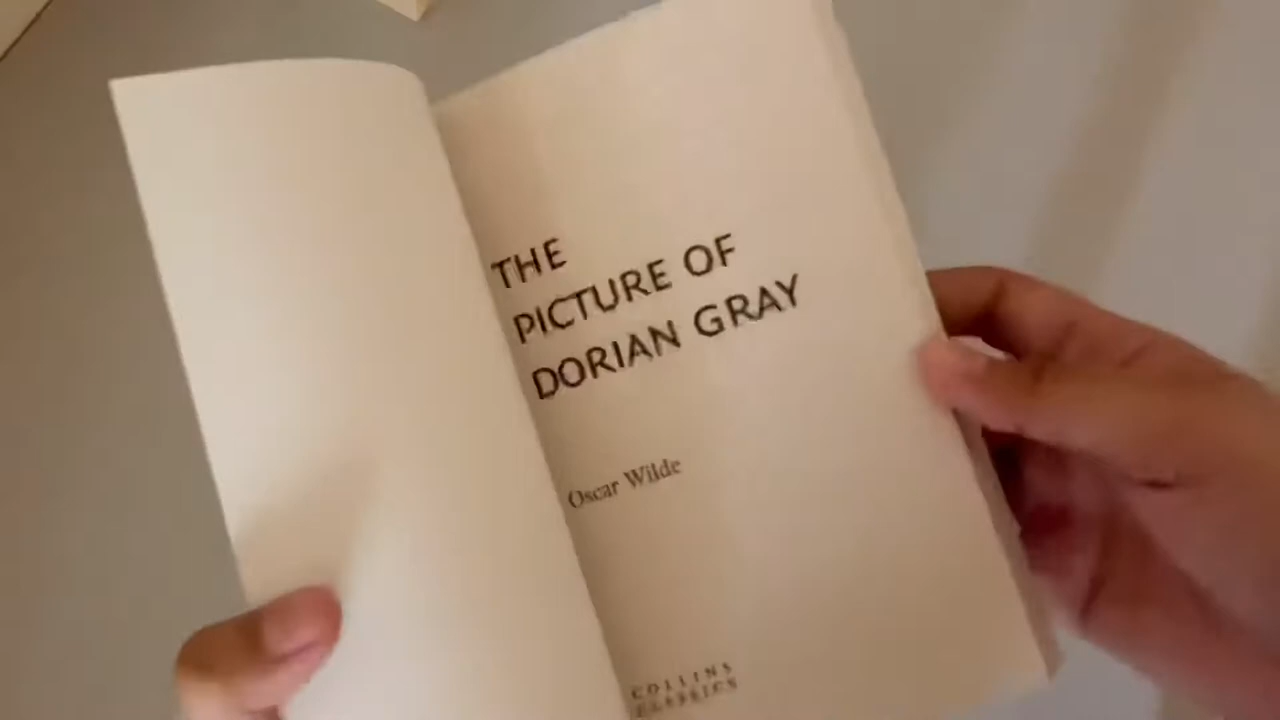 THE
PICTURE OF
DORIAN GRAY
Oscar Wilde
COLLINS
CLASSICS